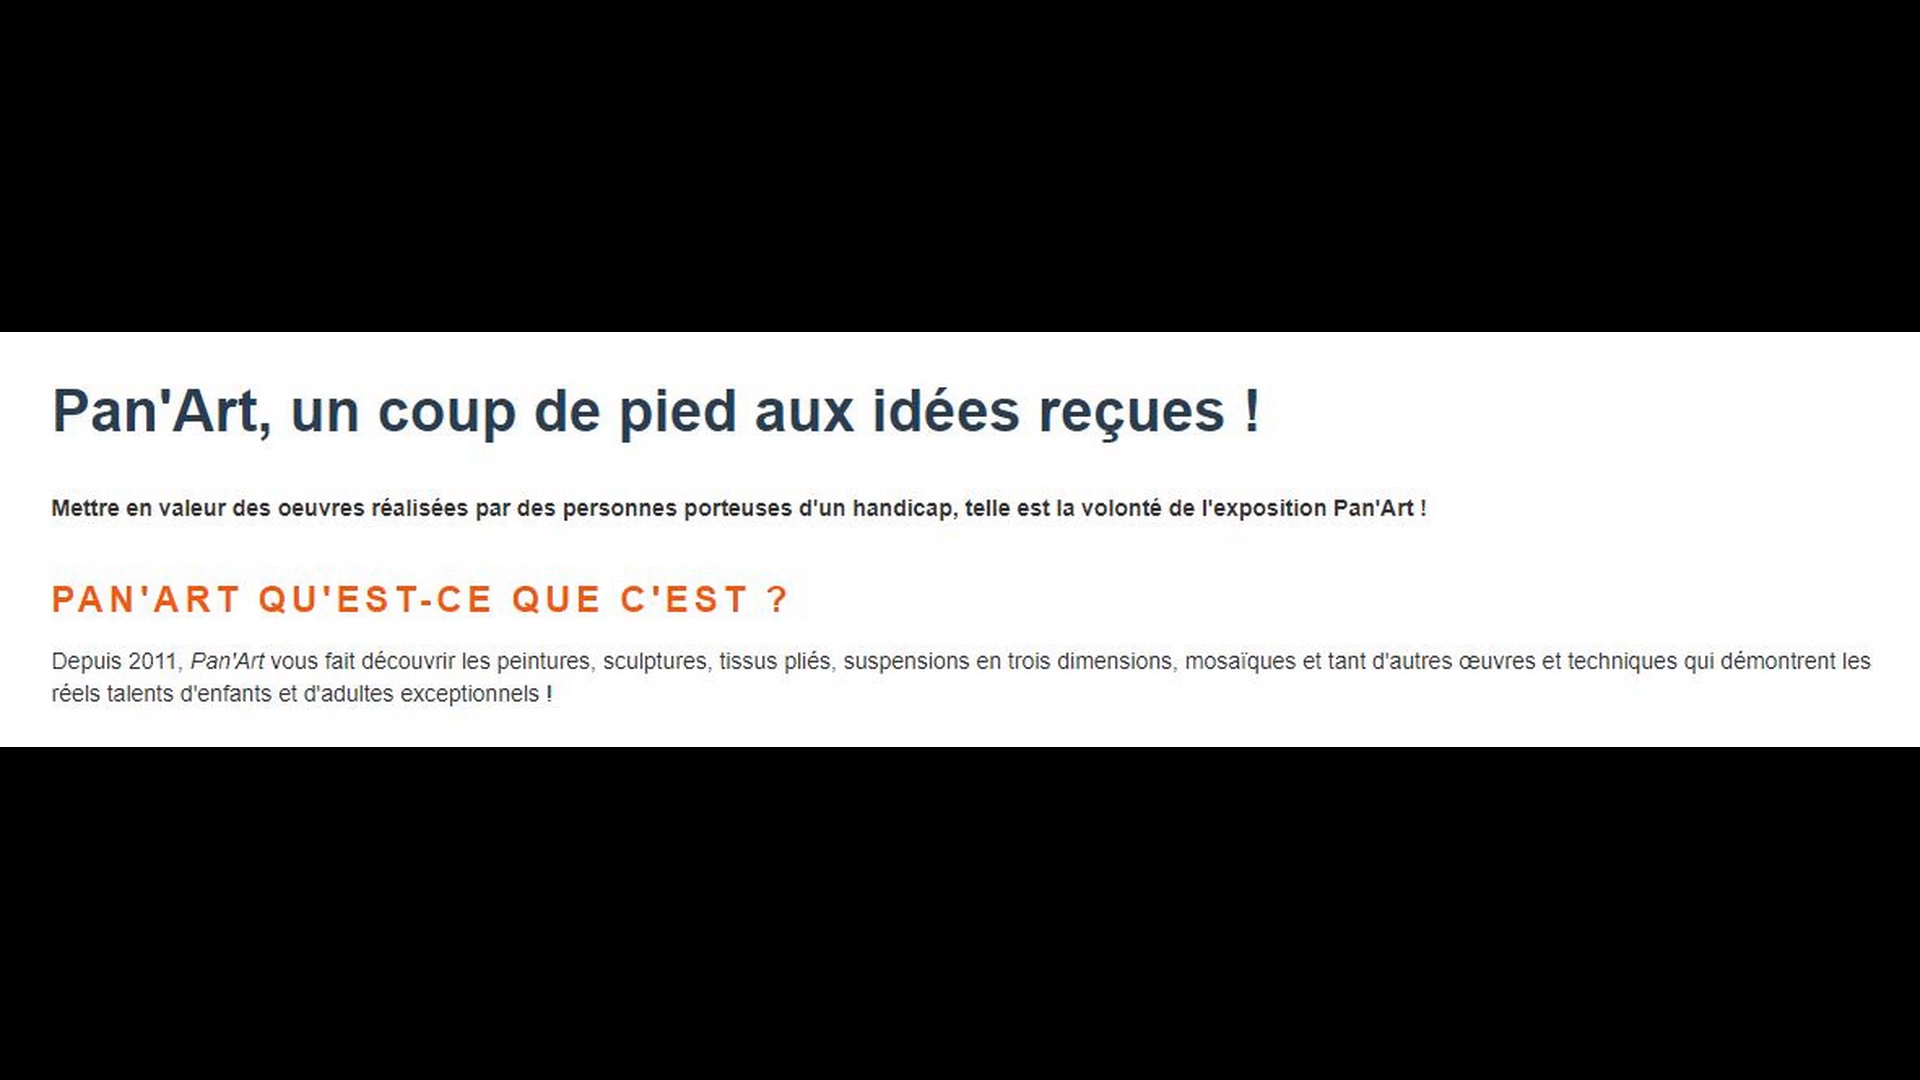 Pan'Art, un coup de pied aux idées reçues !
Mettre en valeur des oeuvres réalisées par des personnes porteuses d'un handicap, telle est la volonté de l'exposition Pan'Art !
PAN'ART QU'EST-CE QUE C'EST ?
Depuis 2011, Pan'Art vous fait découvrir les peintures, sculptures, tissus pliés, suspensions en trois dimensions, mosaïques et tant d'autres œuvres et techniques qui démontrent les
réels talents d'enfants et d'adultes exceptionnels !